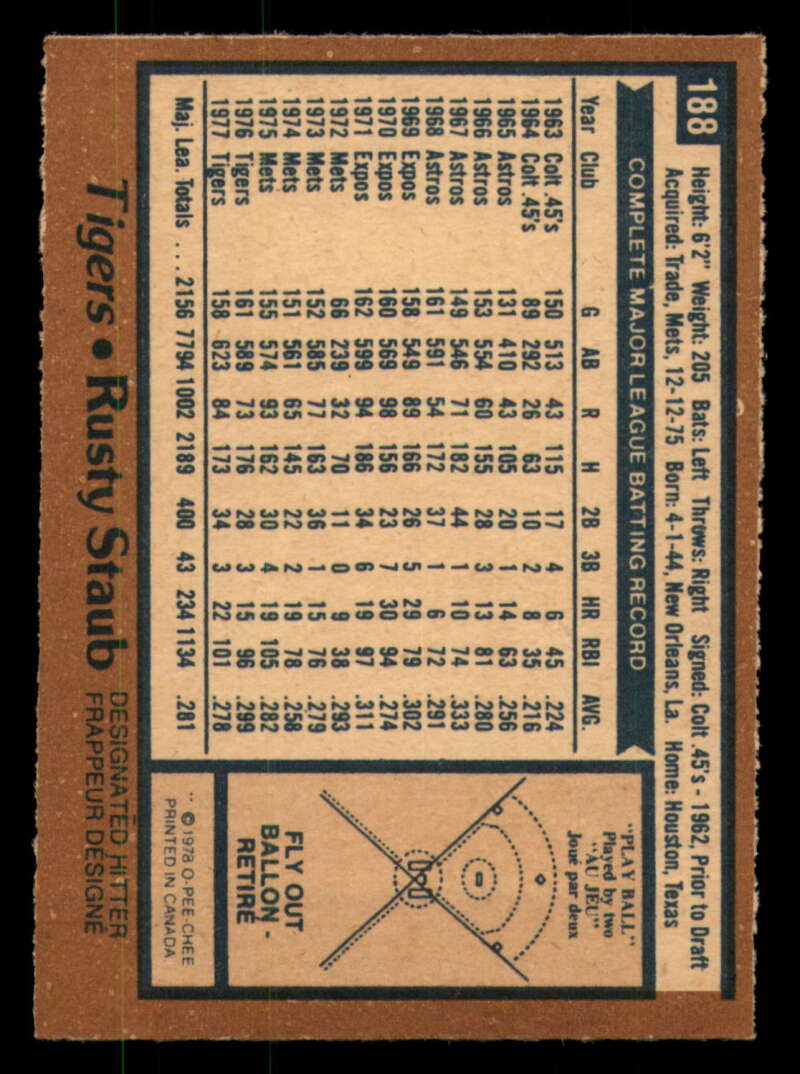 188
Height: 6'2" Weight: 205 Bats: Left Throws: Right Signed: Colt .45's - 1962, Prior to Draft
Acquired: Trade, Mets, 12-12-75 Born: 4-1-44, New Orleans, La. Home: Houston, Texas
COMPLETE MAJOR LEAGUE BATTING RECORD
Year Club G AB R H 2B 3B HR RBI AVG.
1963 Colt .45's 150 513 43 115 17 4 6 45 .224
1964 Colt .45's 89 292 26 63 10 2 8 35 .216
1965 Astros 131 410 43 105 20 1 14 63 .256
1966 Astros 153 554 60 155 28 3 13 81 .280
1967 Astros 149 546 71 182 44 1 10 74 .333
1968 Astros 161 591 54 172 37 1 6 72 .291
1969 Expos 158 549 89 166 26 5 29 79 .302
1970 Expos 160 569 98 156 23 7 30 94 .274
1971 Expos 162 599 94 186 34 6 19 97 .311
1972 Mets 66 239 32 70 11 0 9 38 .293
1973 Mets 152 585 77 163 36 1 15 76 .279
1974 Mets 151 561 65 145 22 2 19 78 .258
1975 Mets 155 574 93 162 30 4 19 105 .282
1976 Tigers 161 589 73 176 28 3 15 96 .299
1977 Tigers 158 623 84 173 34 3 22 101 .278
Maj. Lea. Totals . . . 2156 7794 1002 2189 400 43 234 1134 .281
"PLAY BALL"
Played by two
"AU JEU"
Joué par deux
FLY OUT
BALLON -
RETIRÉ
** © 1978 O-PEE-CHEE
PRINTED IN CANADA
Tigers • Rusty Staub
DESIGNATED HITTER
FRAPPEUR DÉSIGNÉ